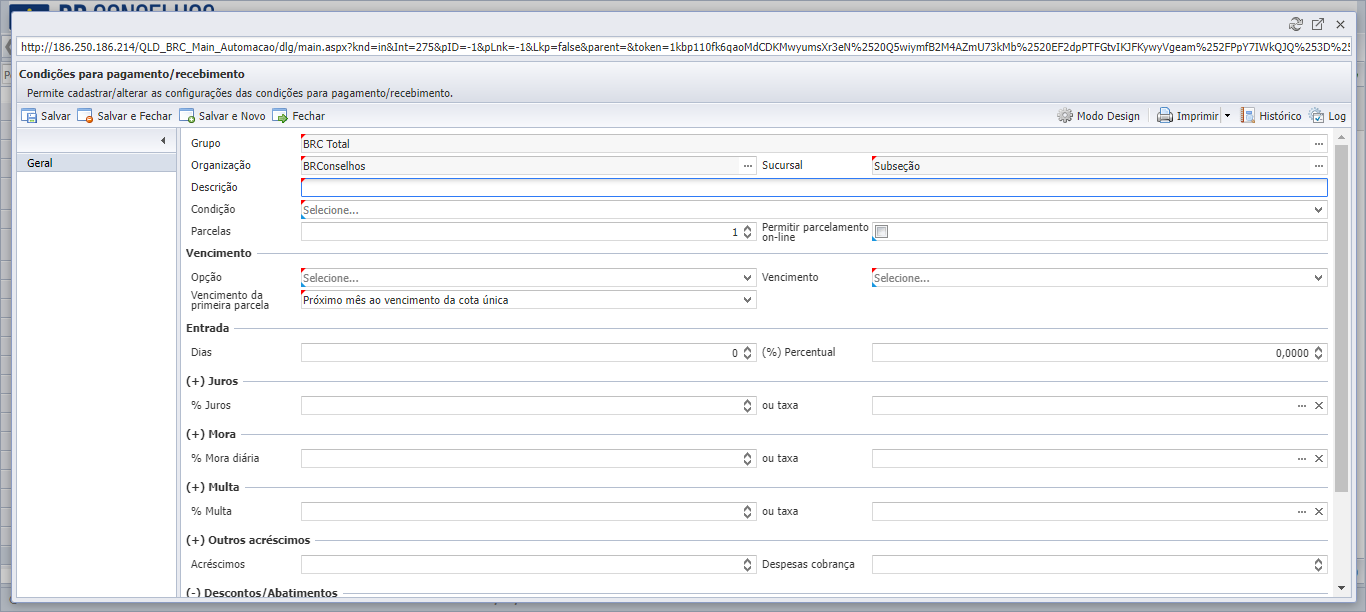 BR CONSELHOS
http://186.250.186.214/QLD_BRC_Main_Automacao/dlg/main.aspx?knd=in&Int=275&pID=-1&pLnk=-1&Lkp=false&parent=&token=1kbp110fk6qaoMdCDKMwyumsXr3eN%2520Q5wiymfB2M4AZmU73kMb%2520EF2dpPTFGtvIKJFKywyVgeam%252FPpY7IWkQJQ%253D%25
Condições para pagamento/recebimento
Permite cadastrar/alterar as configurações das condições para pagamento/recebimento.
Salvar Salvar e Fechar Salvar e Novo Fechar Modo Design Imprimir Histórico Log
Geral
Grupo BRC Total
Organização BRConselhos Sucursal Subseção
Descrição
Condição Selecione...
Parcelas 1 Permitir parcelamento
on-line
Vencimento
Opção Selecione... Vencimento Selecione...
Vencimento da
primeira parcela Próximo mês ao vencimento da cota única
Entrada
Dias 0 (%) Percentual 0,0000
(+) Juros
% Juros ou taxa
(+) Mora
% Mora diária ou taxa
(+) Multa
% Multa ou taxa
(+) Outros acréscimos
Acréscimos Despesas cobrança
(-) Descontos/Abatimentos